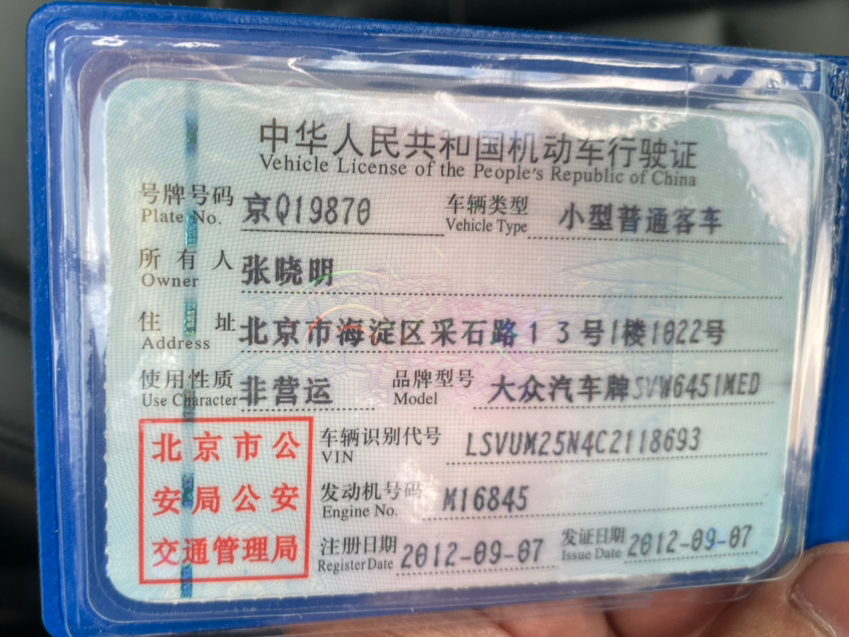 中华人民共和国机动车行驶证
Vehicle License of the People's Republic of China
号牌号码 京Q19870 车辆类型 小型普通客车
Plate No. Vehicle Type
所有人 张晓明
Owner
住址 北京市海淀区采石路13号1楼1022号
Address
使用性质 非营运 品牌型号 大众汽车牌SVW6451MED
Use Character Model
北京市公安局公安交通管理局
车辆识别代号 LSVUM25N4C2118693
VIN
发动机号码 M16845
Engine No.
注册日期 2012-09-07 发证日期 2012-09-07
Register Date Issue Date